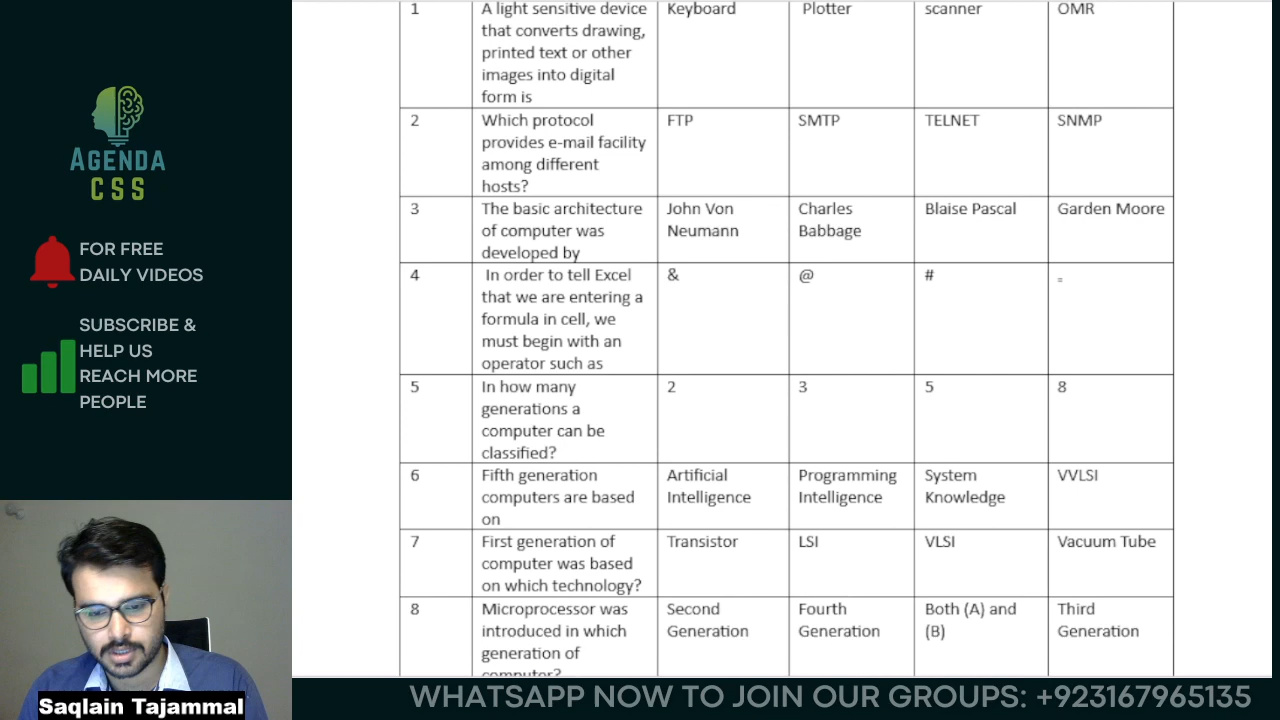 AGENDA
CSS
FOR FREE
DAILY VIDEOS
SUBSCRIBE &
HELP US
REACH MORE
PEOPLE
Saqlain Tajammal
1
A light sensitive device
that converts drawing,
printed text or other
images into digital
form is
Keyboard
Plotter
scanner
OMR
2
Which protocol
provides e-mail facility
among different
hosts?
FTP
SMTP
TELNET
SNMP
3
The basic architecture
of computer was
developed by
John Von
Neumann
Charles
Babbage
Blaise Pascal
Garden Moore
4
In order to tell Excel
that we are entering a
formula in cell, we
must begin with an
operator such as
&
@
#
=
5
In how many
generations a
computer can be
classified?
2
3
5
8
6
Fifth generation
computers are based
on
Artificial
Intelligence
Programming
Intelligence
System
Knowledge
VVLSI
7
First generation of
computer was based
on which technology?
Transistor
LSI
VLSI
Vacuum Tube
8
Microprocessor was
introduced in which
generation of
computer?
Second
Generation
Fourth
Generation
Both (A) and
(B)
Third
Generation
WHATSAPP NOW TO JOIN OUR GROUPS: +923167965135